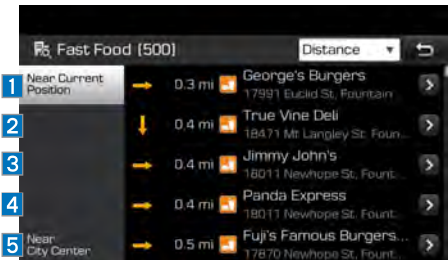 Fast Food (500)
Distance
1 Near Current Position
0.3 mi George's Burgers
17991 Euclid St, Fountain
2
0.4 mi True Vine Deli
18471 Mt Langley St, Foun...
3
0.4 mi Jimmy John's
18011 Newhope St, Fount...
4
0.4 mi Panda Express
18011 Newhope St, Fount...
5 Near City Center
0.5 mi Fuji's Famous Burgers...
17870 Newhope St, Fount...